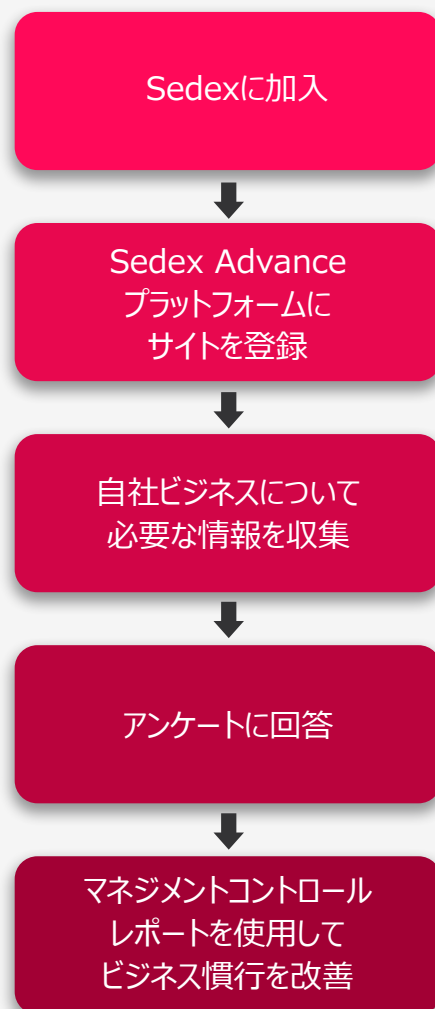 Sedexに加入
Sedex Advance
プラットフォームに
サイトを登録
自社ビジネスについて
必要な情報を収集
アンケートに回答
マネジメントコントロール
レポートを使用して
ビジネス慣行を改善